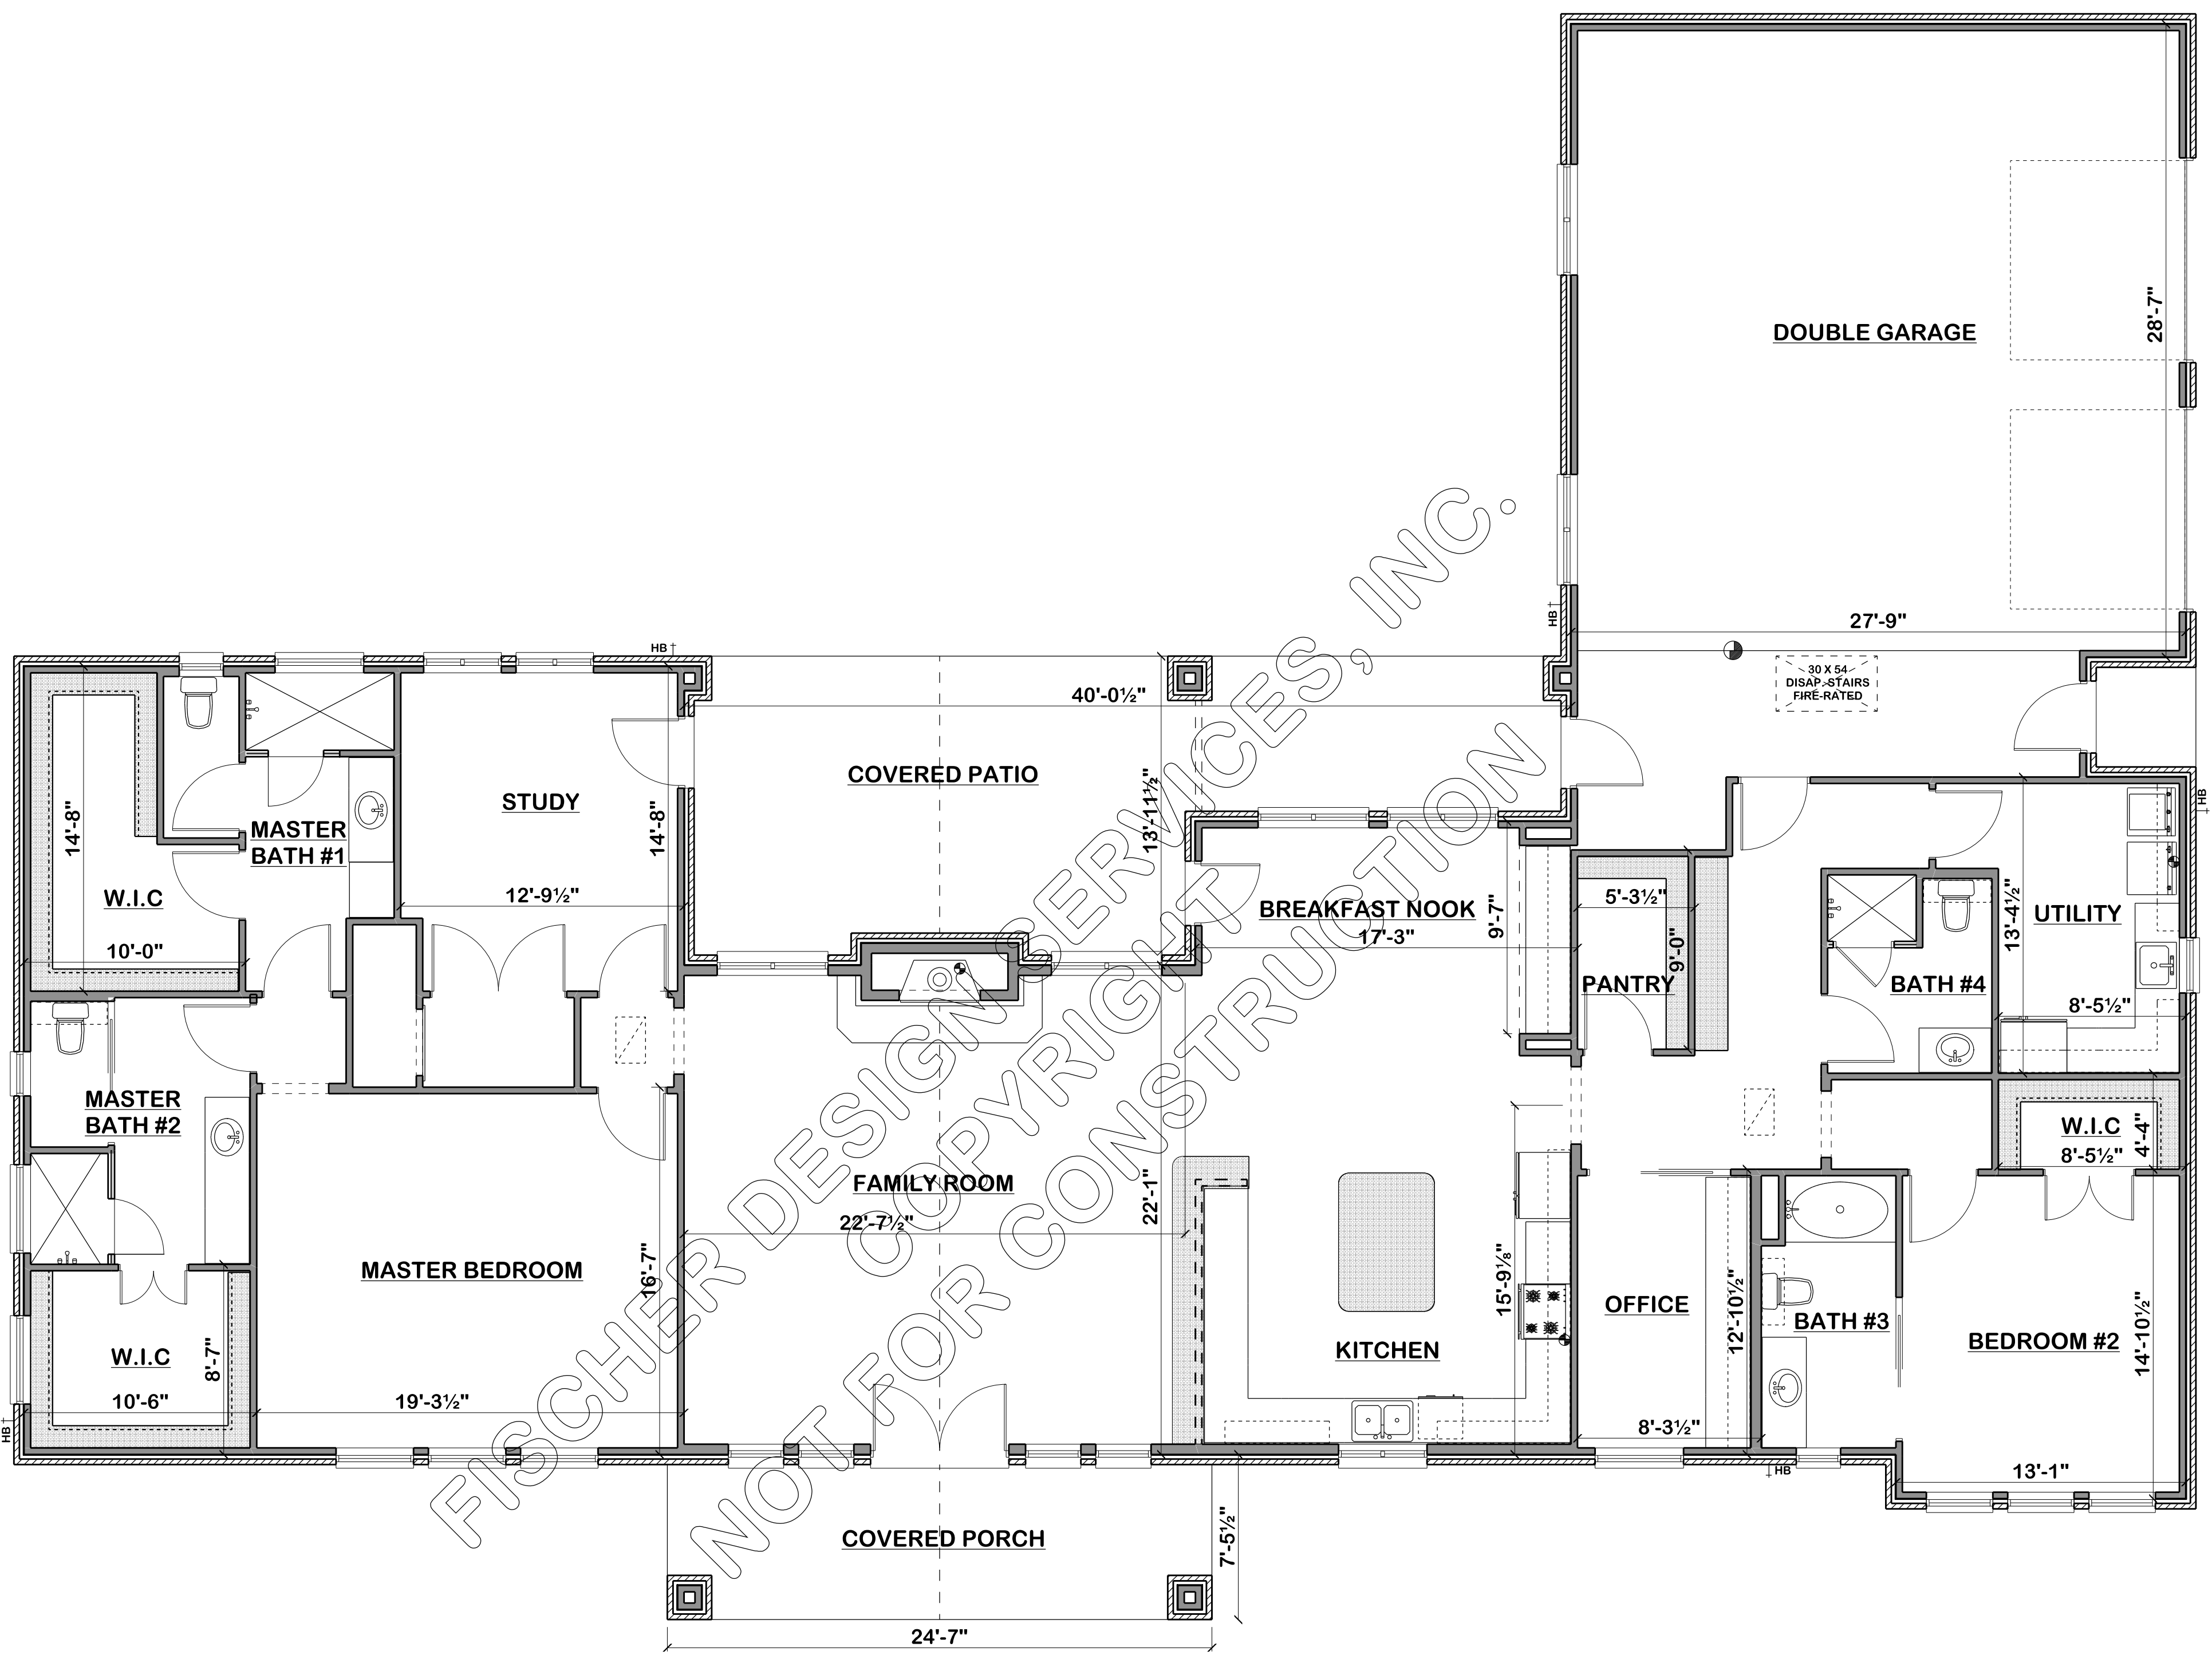 28'-7"
DOUBLE GARAGE
27'-9"
HB
HB
30 X 54
DISAP. STAIRS
FIRE-RATED
40'-0½"
COVERED PATIO
13'-11½"
STUDY
14'-8"
12'-9½"
MASTER
BATH #1
14'-8"
W.I.C
10'-0"
HB
BREAKFAST NOOK
17'-3"
9'-7"
5'-3½"
PANTRY
9'-0"
13'-4½"
UTILITY
8'-5½"
BATH #4
MASTER
BATH #2
W.I.C
8'-5½"
4'-4"
FAMILY ROOM
22'-7½"
22'-1"
MASTER BEDROOM
16'-7"
19'-3½"
W.I.C
10'-6"
8'-7"
HB
15'-9⅛"
KITCHEN
OFFICE
12'-10½"
8'-3½"
BATH #3
BEDROOM #2
14'-10½"
13'-1"
HB
COVERED PORCH
7'-5½"
24'-7"
FISCHER DESIGN SERVICES, INC.
COPYRIGHT
NOT FOR CONSTRUCTION